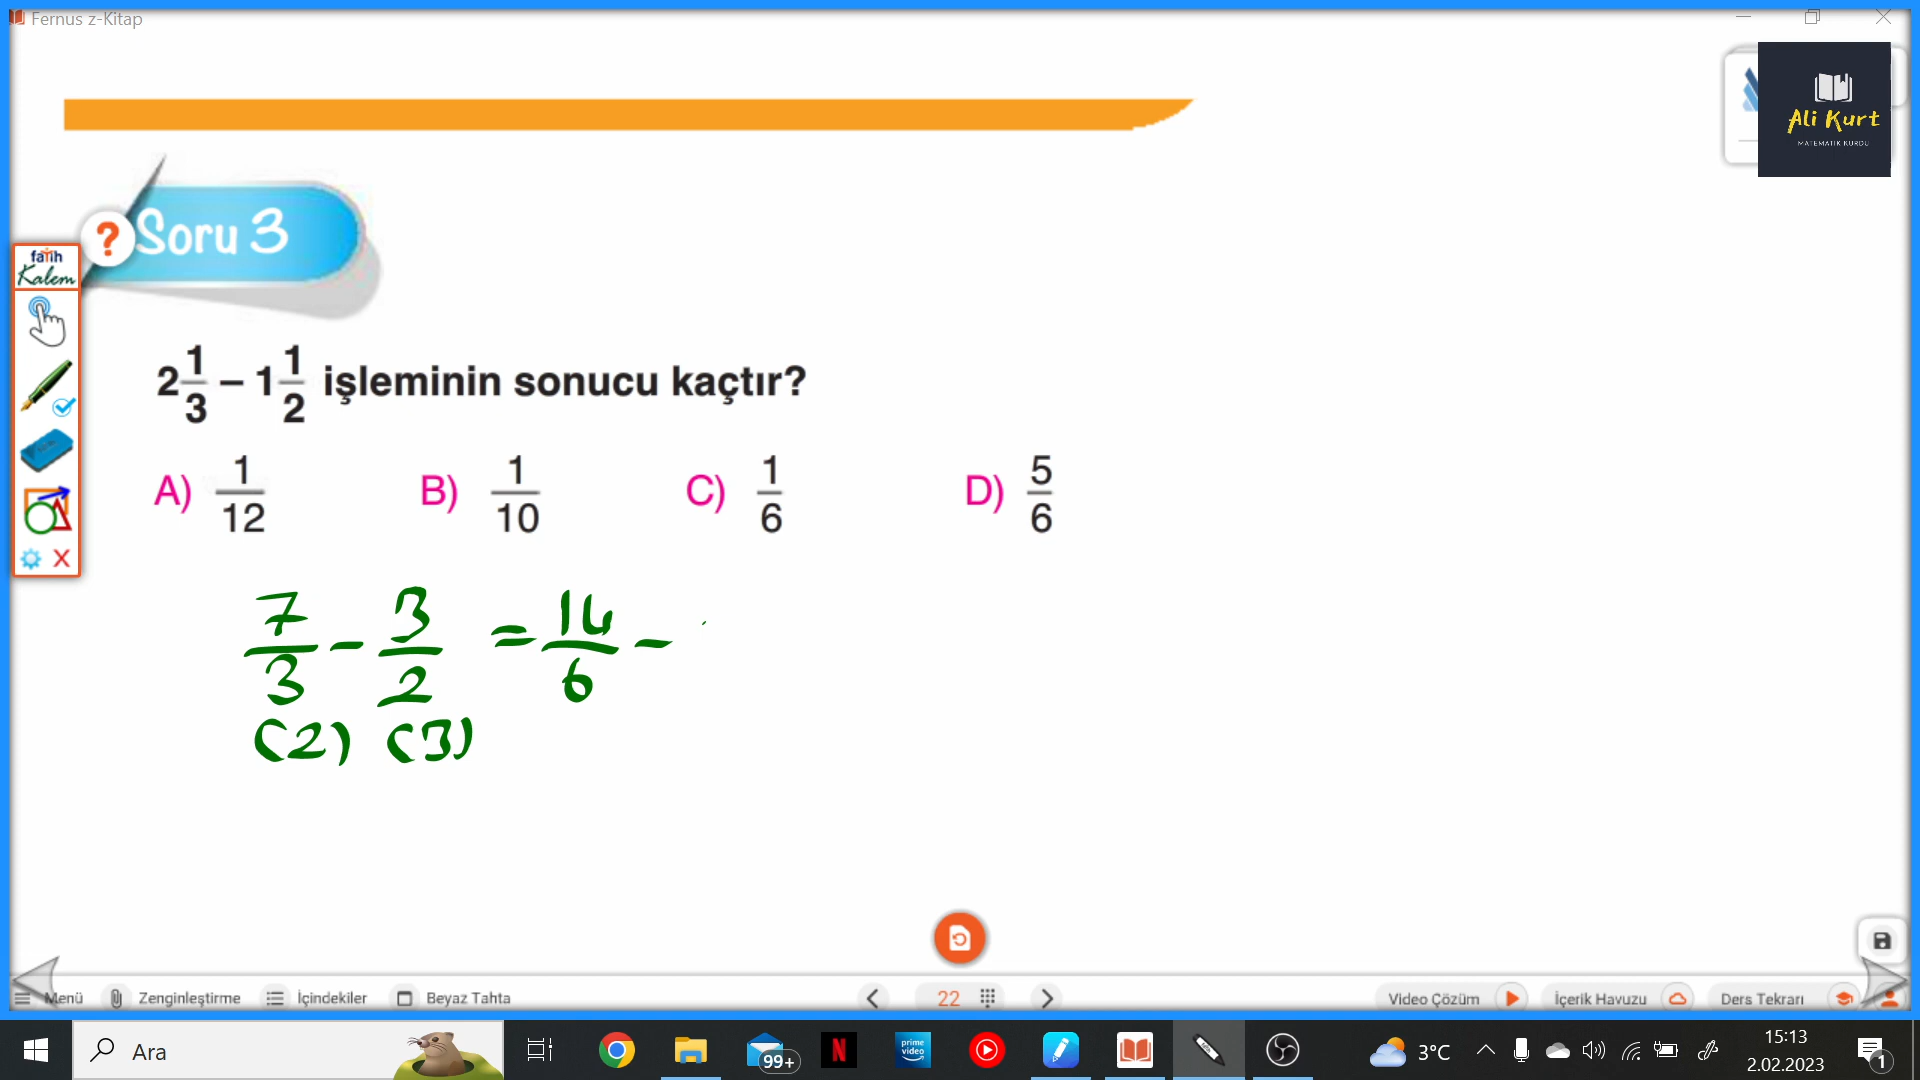 Fernus z-Kitap
Ali Kurt
MATEMATİK KURDU
? Soru 3
fatih
Kalem
2 1/3 – 1 1/2 işleminin sonucu kaçtır?
A) 1/12 B) 1/10 C) 1/6 D) 5/6
7/3 - 3/2 = 14/6 -
(2) (3)
Menü Zenginleştirme İçindekiler Beyaz Tahta 22 Video Çözüm İçerik Havuzu Ders Tekrarı
Ara
99+
N
prime
video
3°C
15:13
2.02.2023
1